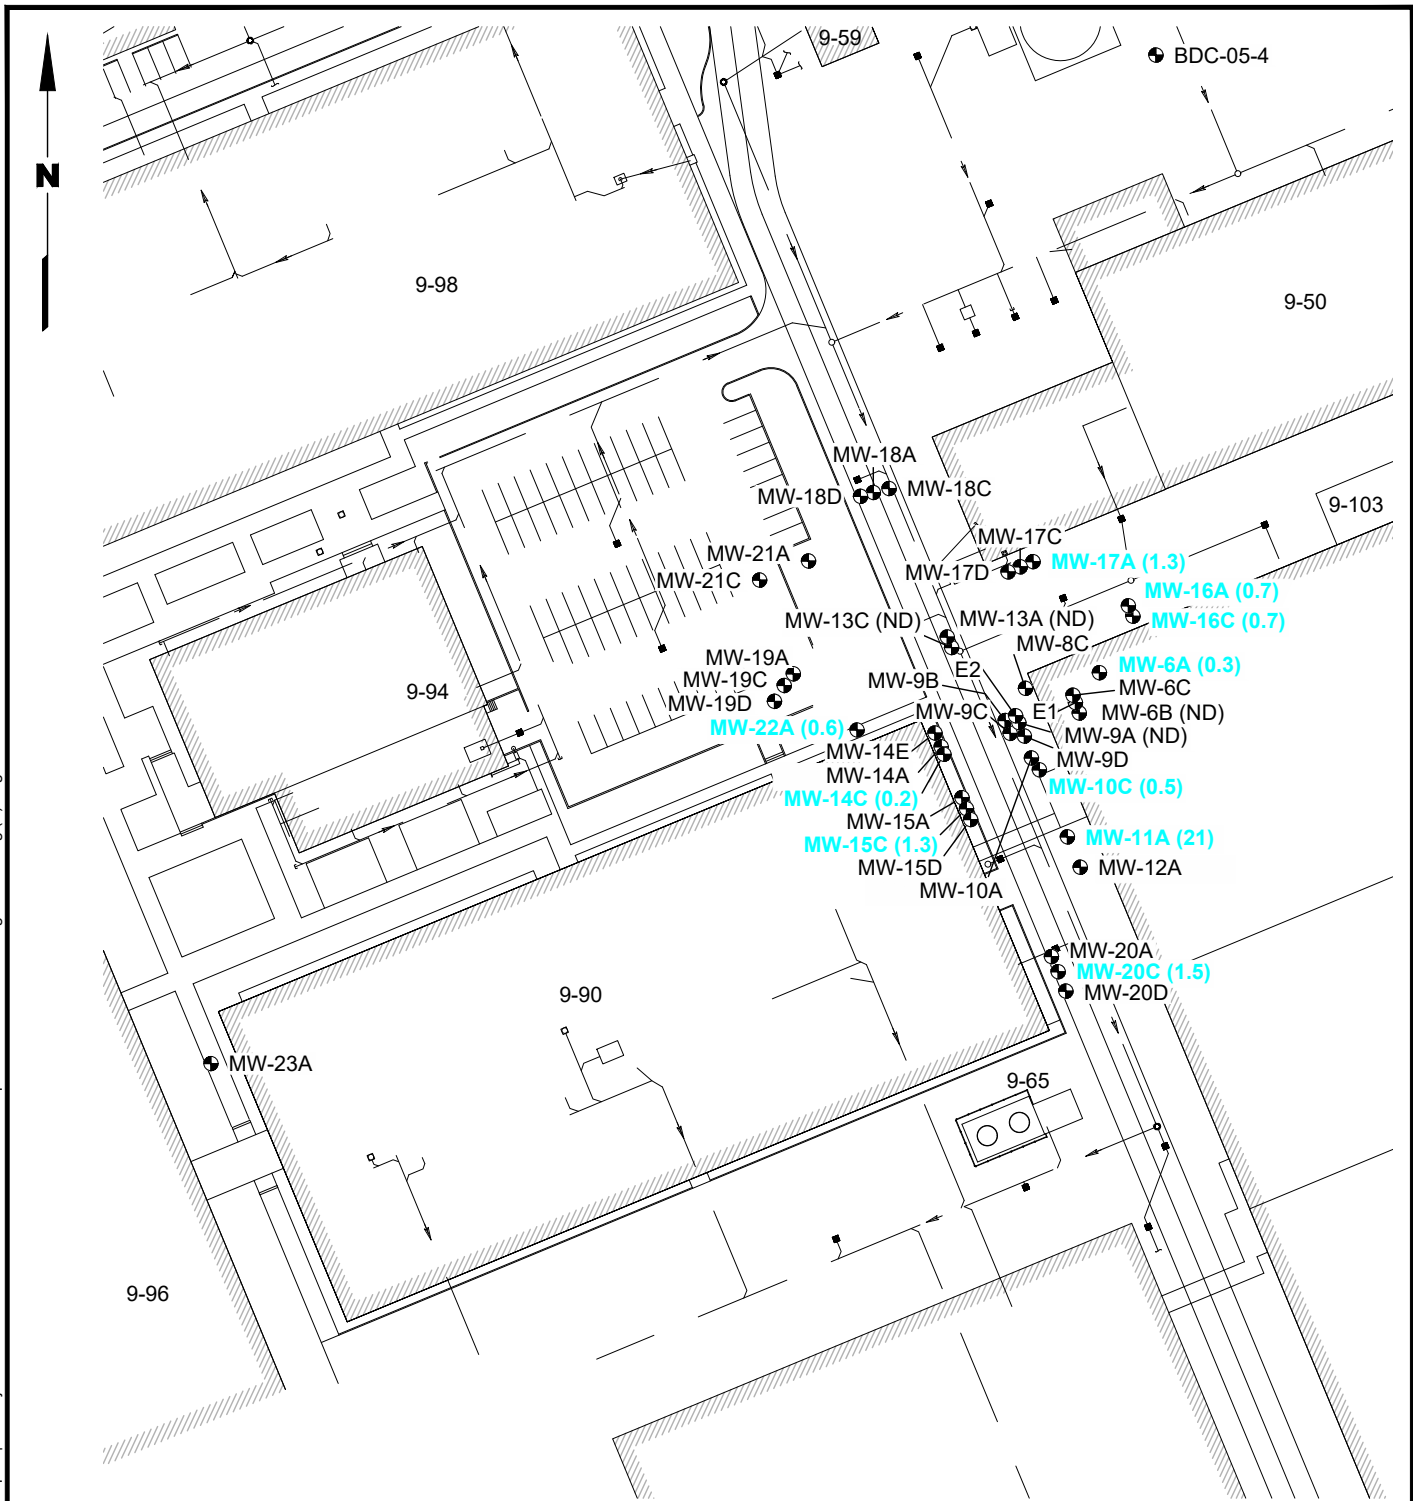 9-59
BDC-05-4
N
9-98
9-50
MW-18A
MW-18D
MW-18C
9-103
MW-17C
MW-21A
MW-17A (1.3)
MW-21C
MW-17D
MW-16A (0.7)
MW-13C (ND)
MW-13A (ND)
MW-16C (0.7)
MW-8C
MW-19A
E2
MW-6A (0.3)
MW-19C
MW-9B
MW-6C
9-94
MW-19D
MW-9C
E1
MW-6B (ND)
MW-22A (0.6)
MW-9A (ND)
MW-14E
MW-9D
MW-14A
MW-10C (0.5)
MW-14C (0.2)
MW-15A
MW-11A (21)
MW-15C (1.3)
MW-15D
MW-12A
MW-10A
MW-20A
MW-20C (1.5)
9-90
MW-20D
MW-23A
9-65
9-96